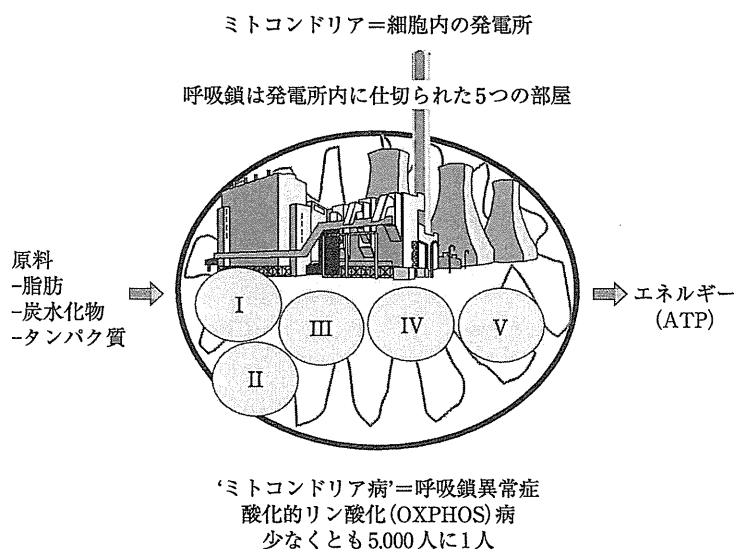 ミトコンドリア＝細胞内の発電所
呼吸鎖は発電所内に仕切られた5つの部屋
原料
-脂肪
-炭水化物
-タンパク質
I
II
III
IV
V
エネルギー
(ATP)
‘ミトコンドリア病’＝呼吸鎖異常症
酸化的リン酸化(OXPHOS)病
少なくとも5,000人に1人